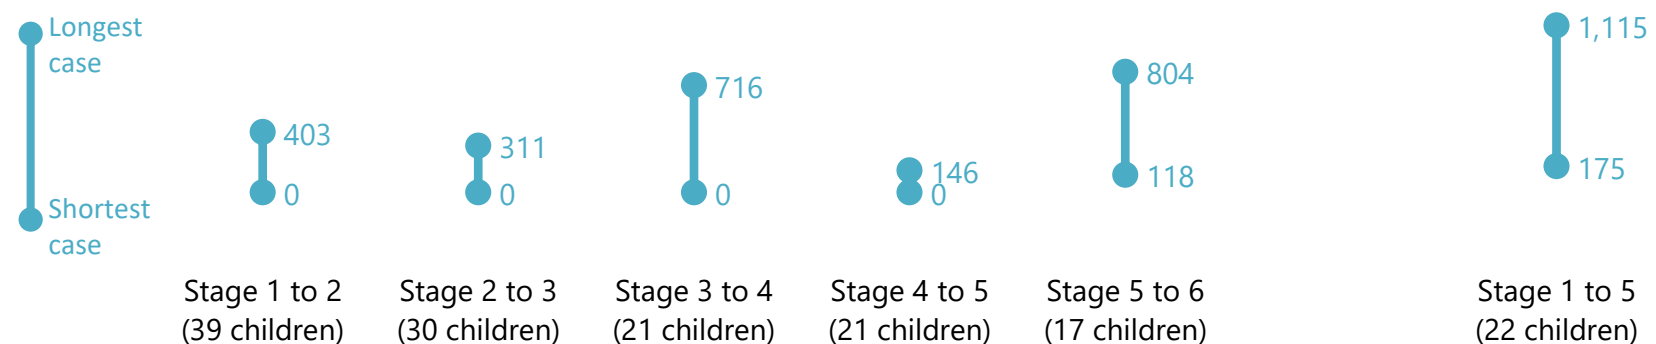 Longest
case
Shortest
case
403
0
311
0
716
0
146
0
804
118
1,115
175
Stage 1 to 2
(39 children)
Stage 2 to 3
(30 children)
Stage 3 to 4
(21 children)
Stage 4 to 5
(21 children)
Stage 5 to 6
(17 children)
Stage 1 to 5
(22 children)